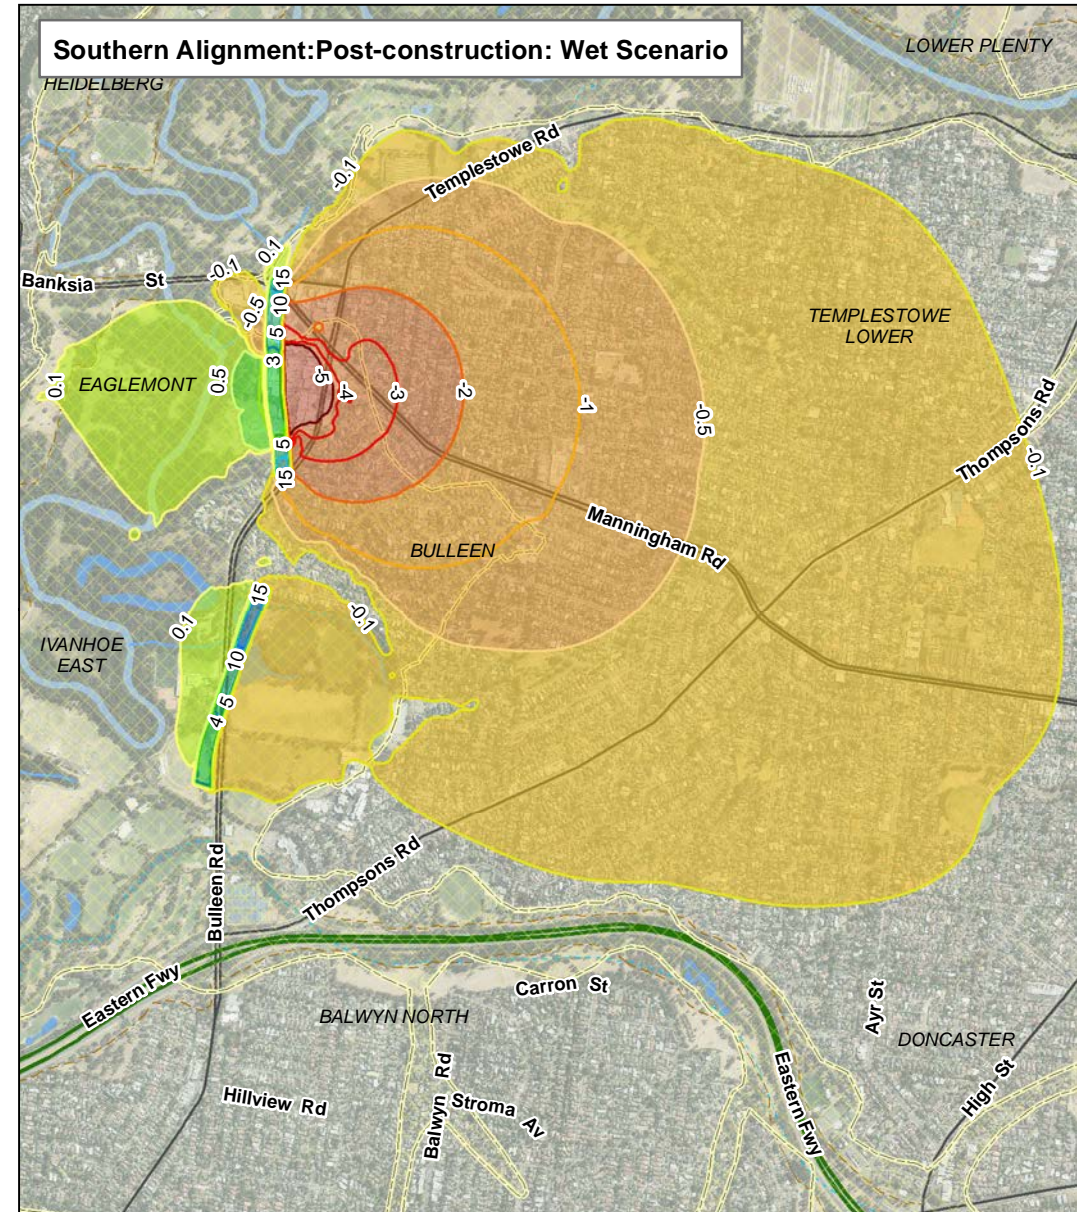 Southern Alignment:Post-construction: Wet Scenario
LOWER PLENTY
HEIDELBERG
Templestowe Rd
-0.1
0.1
-0.1
Banksia St
15
10
-0.5
5
3
TEMPLESTOWE
LOWER
EAGLEMONT
0.1
0.5
-5
-4
-3
-2
-1
-0.5
5
15
Thompsons Rd
-0.1
Manningham Rd
BULLEEN
15
-0.1
0.1
IVANHOE
EAST
10
5
4
Bulleen Rd
Thompsons Rd
Eastern Fwy
Carron St
Ayr St
BALWYN NORTH
DONCASTER
Hillview Rd
Balwyn Rd
Stroma Av
Eastern Fwy
High St